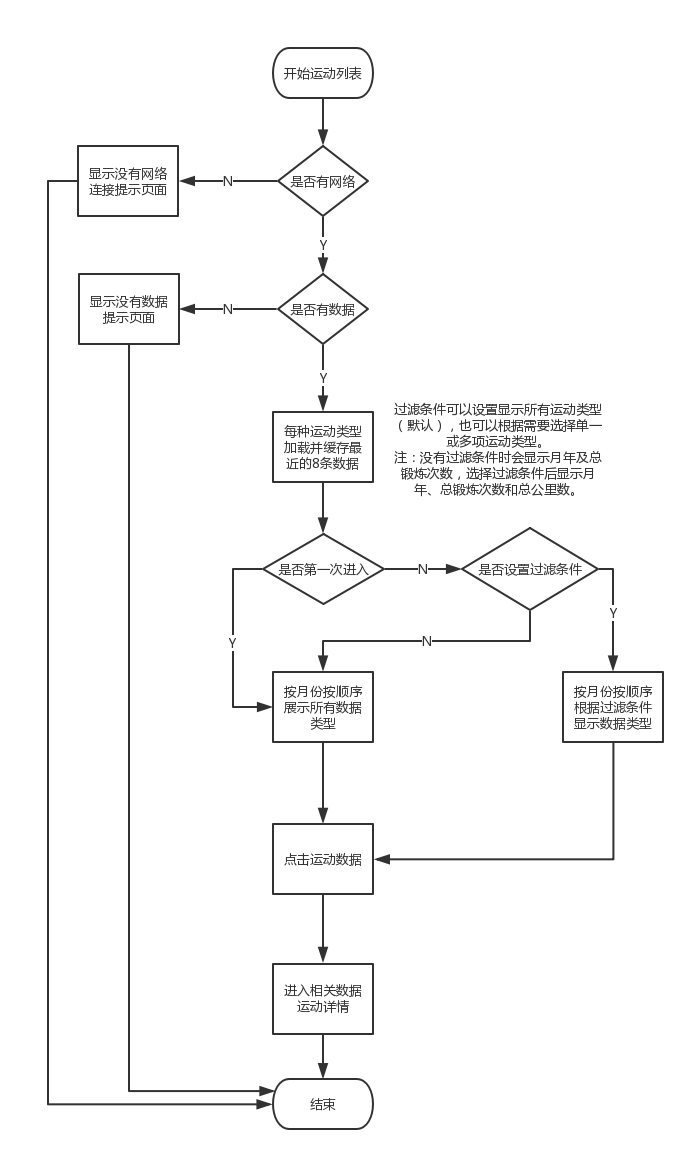 开始运动列表
是否有网络
N
显示没有网络
连接提示页面
Y
是否有数据
N
显示没有数据
提示页面
Y
每种运动类型
加载并缓存最
近的8条数据
过滤条件可以设置显示所有运动类型
（默认），也可以根据需要选择单一
或多项运动类型。
注：没有过滤条件时会显示月年及总
锻炼次数，选择过滤条件后显示月
年、总锻炼次数和总公里数。
是否第一次进入
N
是否设置过滤条件
Y
Y
N
按月份按顺序
展示所有数据
类型
按月份按顺序
根据过滤条件
显示数据类型
点击运动数据
进入相关数据
运动详情
结束